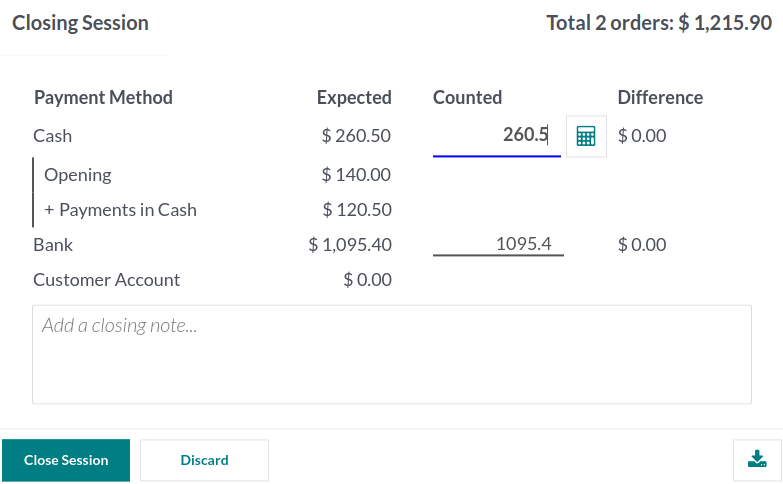 Closing Session Total 2 orders: $ 1,215.90
Payment Method Expected Counted Difference
Cash $ 260.50 260.5 $ 0.00
Opening $ 140.00
+ Payments in Cash $ 120.50
Bank $ 1,095.40 1095.4 $ 0.00
Customer Account $ 0.00
Add a closing note...
Close Session Discard